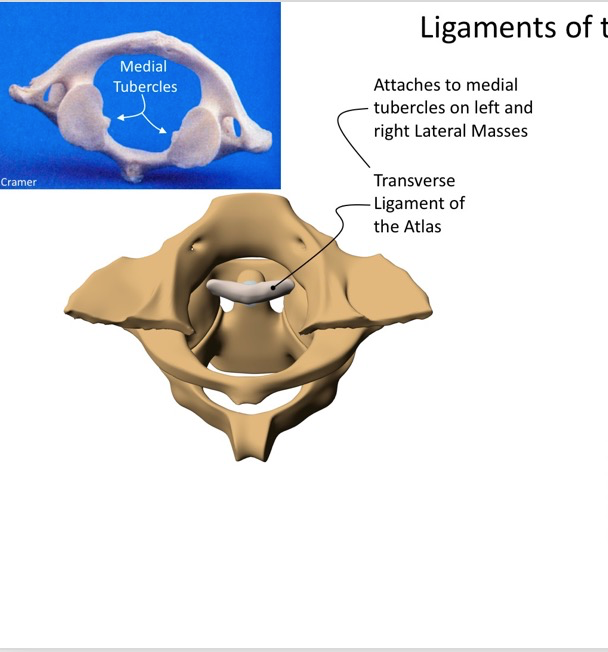 Ligaments of t
Medial
Tubercles
Attaches to medial
tubercles on left and
right Lateral Masses
Cramer
Transverse
Ligament of
the Atlas